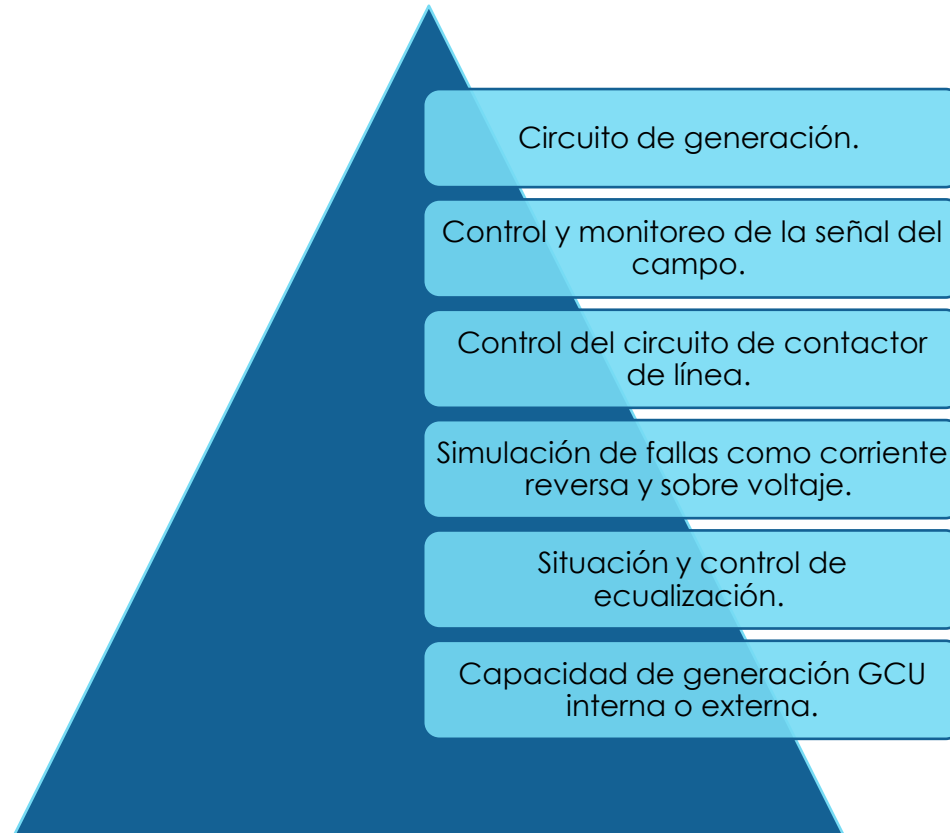 Circuito de generación.
Control y monitoreo de la señal del
campo.
Control del circuito de contactor
de línea.
Simulación de fallas como corriente
reversa y sobre voltaje.
Situación y control de
ecualización.
Capacidad de generación GCU
interna o externa.